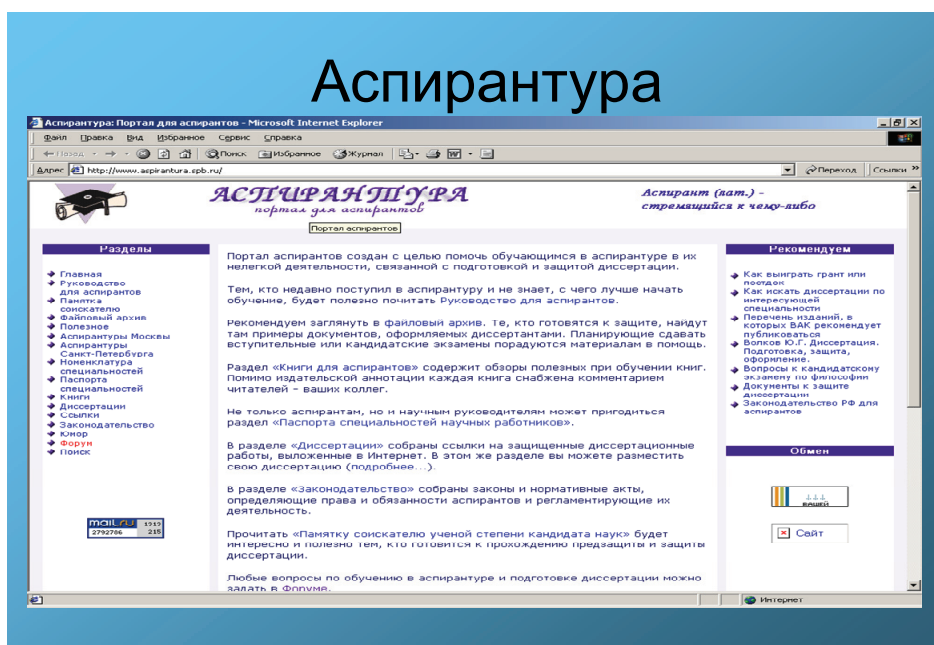 Аспирантура
Аспирантура: Портал для аспирантов - Microsoft Internet Explorer
Файл Правка Вид Избранное Сервис Справка
Назад Поиск Избранное Журнал
Адрес http://www.aspirantura.spb.ru/ Переход Ссылки »
АСПИРАНТУРА
портал для аспирантов
Портал аспирантов
Аспирант (лат.) -
стремящийся к чему-либо
Разделы
Главная
Руководство
для аспирантов
Памятка
соискателю
Файловый архив
Полезное
Аспирантуры Москвы
Аспирантуры
Санкт-Петербурга
Номенклатура
специальностей
Паспорта
специальностей
Книги
Диссертации
Ссылки
Законодательство
Юмор
Форум
Поиск
mail.ru 1919
2792786 215
Портал аспирантов создан с целью помочь обучающимся в аспирантуре в их
нелегкой деятельности, связанной с подготовкой и защитой диссертации.
Тем, кто недавно поступил в аспирантуру и не знает, с чего лучше начать
обучение, будет полезно почитать Руководство для аспирантов.
Рекомендуем заглянуть в файловый архив. Те, кто готовятся к защите, найдут
там примеры документов, оформляемых диссертантами. Планирующие сдавать
вступительные или кандидатские экзамены порадуются материалам в помощь.
Раздел «Книги для аспирантов» содержит обзоры полезных при обучении книг.
Помимо издательской аннотации каждая книга снабжена комментарием
читателей – ваших коллег.
Не только аспирантам, но и научным руководителям может пригодиться
раздел «Паспорта специальностей научных работников».
В разделе «Диссертации» собраны ссылки на защищенные диссертационные
работы, выложенные в Интернет. В этом же разделе вы можете разместить
свою диссертацию (подробнее...).
В разделе «Законодательство» собраны законы и нормативные акты,
определяющие права и обязанности аспирантов и регламентирующие их
деятельность.
Прочитать «Памятку соискателю ученой степени кандидата наук» будет
интересно и полезно тем, кто готовится к прохождению предзащиты и защиты
диссертации.
Любые вопросы по обучению в аспирантуре и подготовке диссертации можно
задать в Форуме.
Рекомендуем
Как выиграть грант или
постдок
Как искать диссертации по
интересующей
специальности
Перечень изданий, в
которых ВАК рекомендует
публиковаться
Волков Ю.Г. Диссертация.
Подготовка, защита,
оформление.
Вопросы к кандидатскому
экзамену по философии
Документы к защите
диссертации
Законодательство РФ для
аспирантов
Обмен
ВАШЕЙ
Сайт
Интернет